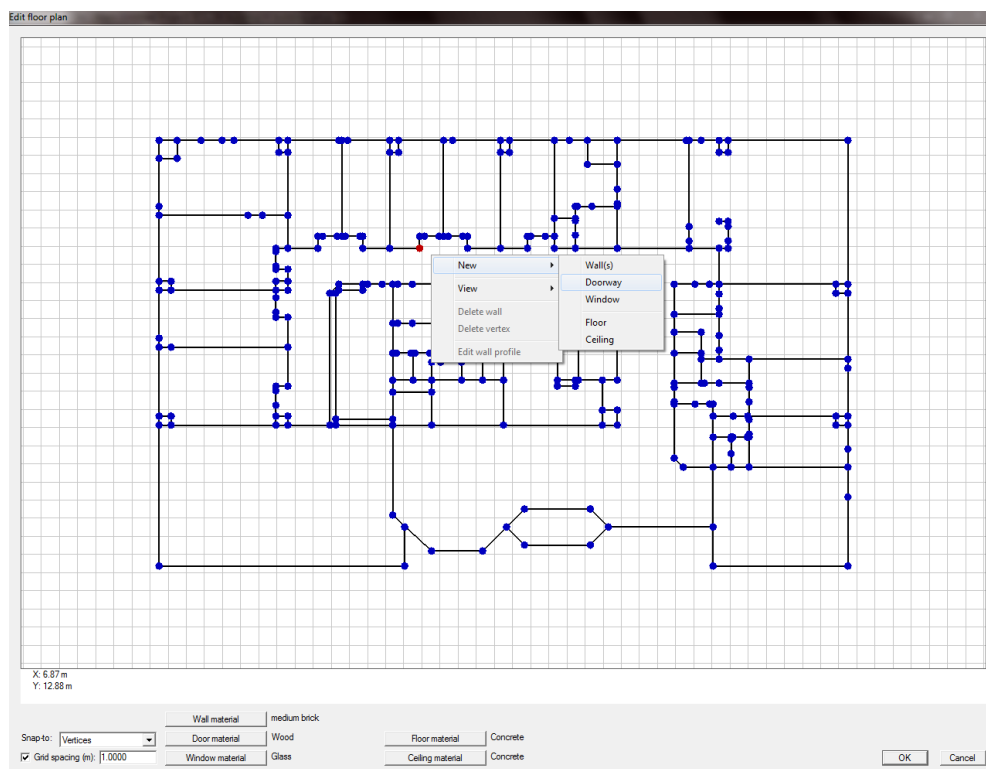 Edit floor plan
New
View
Delete wall
Delete vertex
Edit wall profile
Wall(s)
Doorway
Window
Floor
Ceiling
X: 6.87 m
Y: 12.88 m
Wall material medium brick
Snap-to: Vertices Door material Wood Floor material Concrete
Grid spacing (m): 1.0000 Window material Glass Ceiling material Concrete OK Cancel